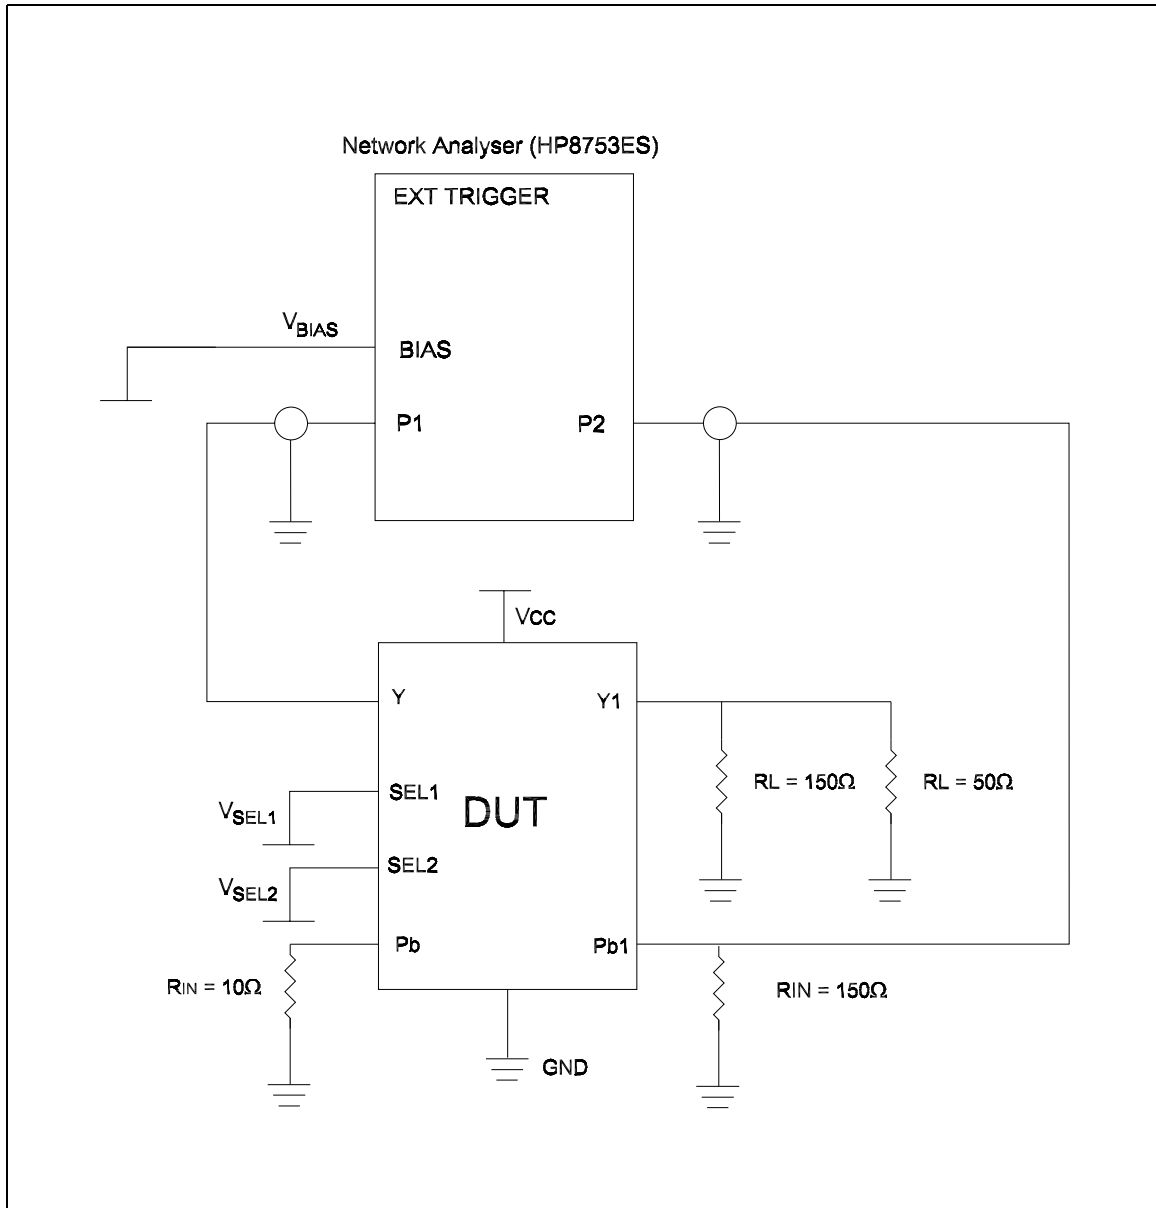 Network Analyser (HP8753ES)
EXT TRIGGER
VBIAS
BIAS
P1
P2
VCC
Y
Y1
SEL1
VSEL1
DUT
RL = 150Ω
RL = 50Ω
SEL2
VSEL2
Pb
Pb1
RIN = 10Ω
RIN = 150Ω
GND